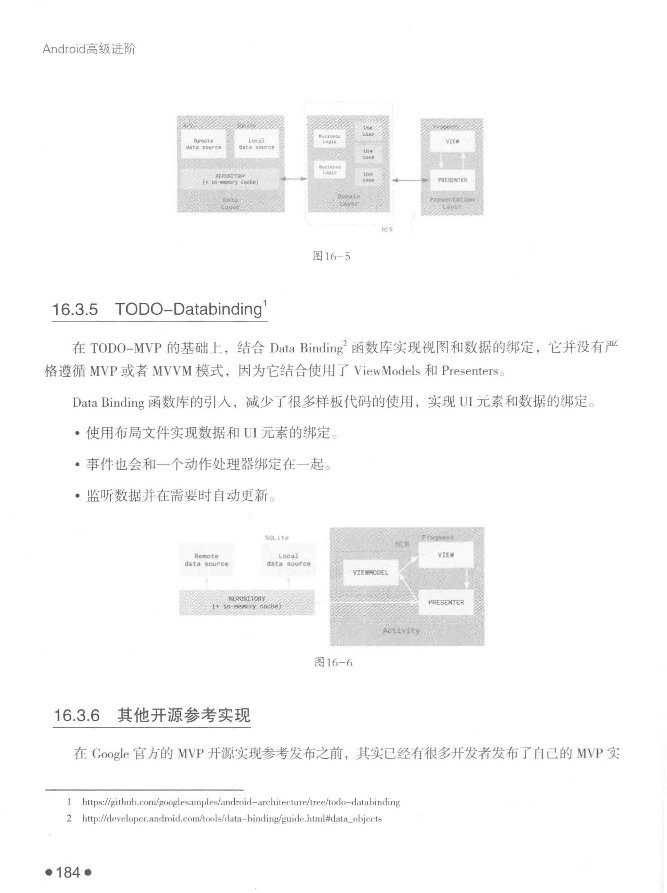 Android高级进阶
API SQLite
Remote
data source
Local
data source
REPOSITORY
(+ in-memory cache)
Data
Layer
Business
Logic
Business
Logic
Use
case
Use
case
Use
case
Domain
Layer
NEW
Fragment
VIEW
PRESENTER
Presentation
Layer
图16-5
16.3.5 TODO-Databinding1
在 TODO-MVP 的基础上，结合 Data Binding2 函数库实现视图和数据的绑定，它并没有严
格遵循 MVP 或者 MVVM 模式，因为它结合使用了 ViewModels 和 Presenters。
Data Binding 函数库的引入，减少了很多样板代码的使用，实现 UI 元素和数据的绑定。
• 使用布局文件实现数据和 UI 元素的绑定。
• 事件也会和一个动作处理器绑定在一起。
• 监听数据并在需要时自动更新。
SQLite
Remote
data source
Local
data source
REPOSITORY
(+ in-memory cache)
NEW
Fragment
VIEW
VIEWMODEL
PRESENTER
Activity
图16-6
16.3.6 其他开源参考实现
在 Google 官方的 MVP 开源实现参考发布之前，其实已经有很多开发者发布了自己的 MVP 实
1 https://github.com/googlesamples/android-architecture/tree/todo-databinding
2 http://developer.android.com/tools/data-binding/guide.html#data_objects
•184•